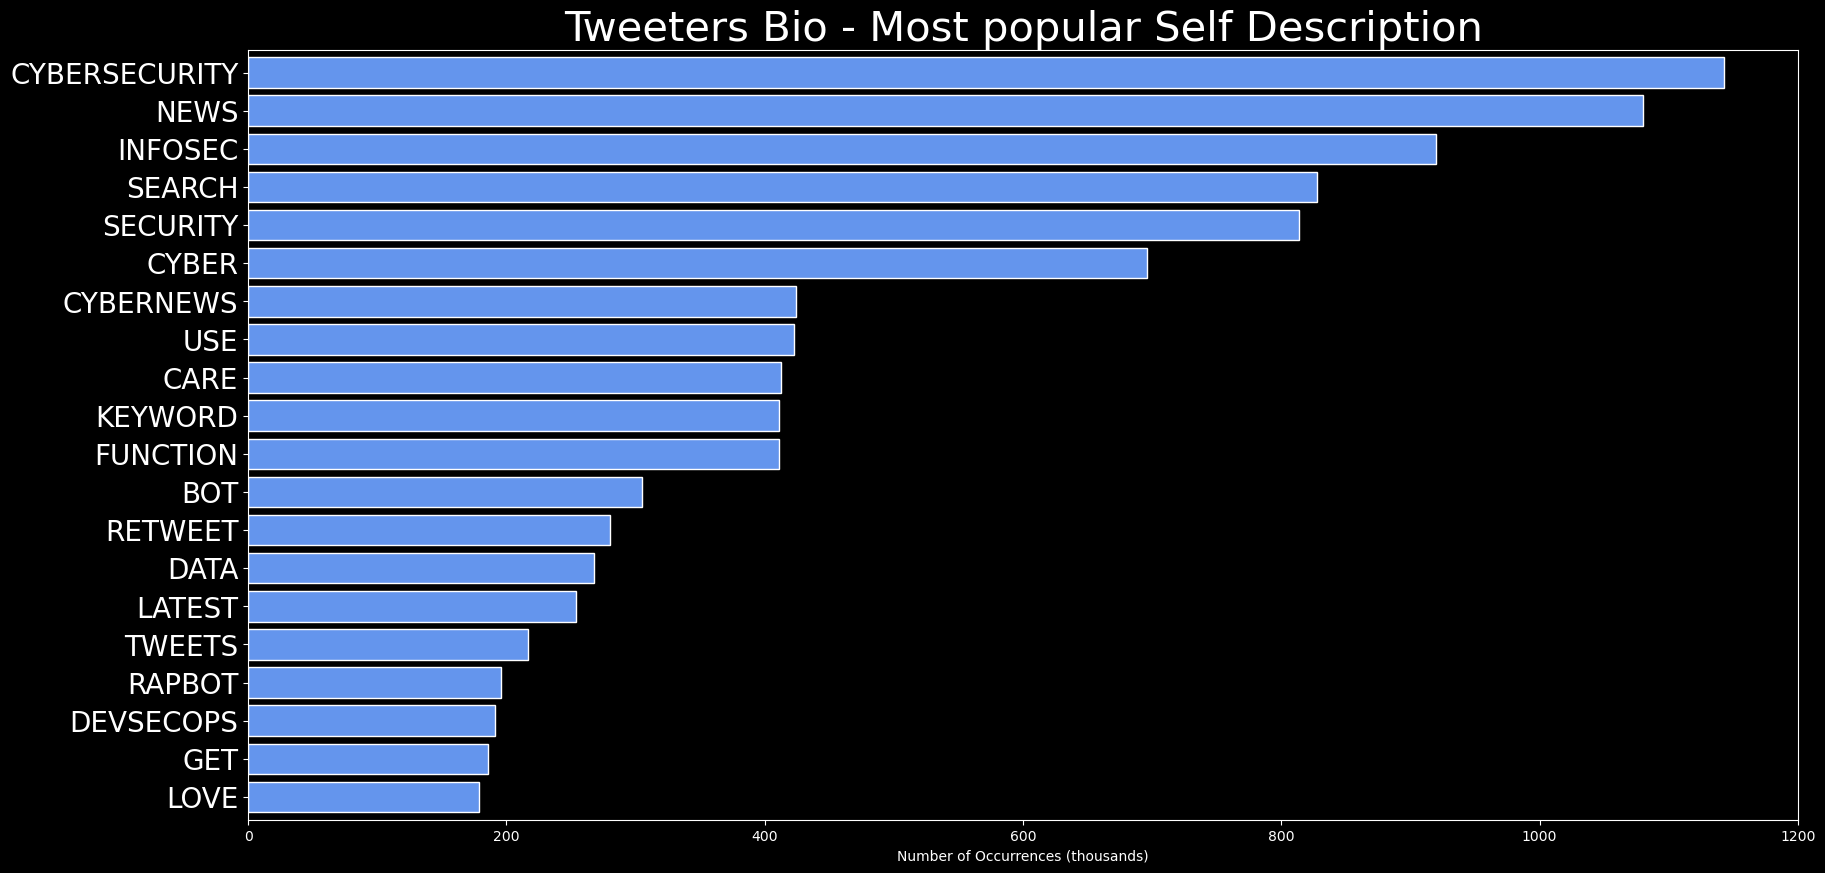 Tweeters Bio - Most popular Self Description
CYBERSECURITY
NEWS
INFOSEC
SEARCH
SECURITY
CYBER
CYBERNEWS
USE
CARE
KEYWORD
FUNCTION
BOT
RETWEET
DATA
LATEST
TWEETS
RAPBOT
DEVSECOPS
GET
LOVE
0 200 400 600 800 1000 1200
Number of Occurrences (thousands)